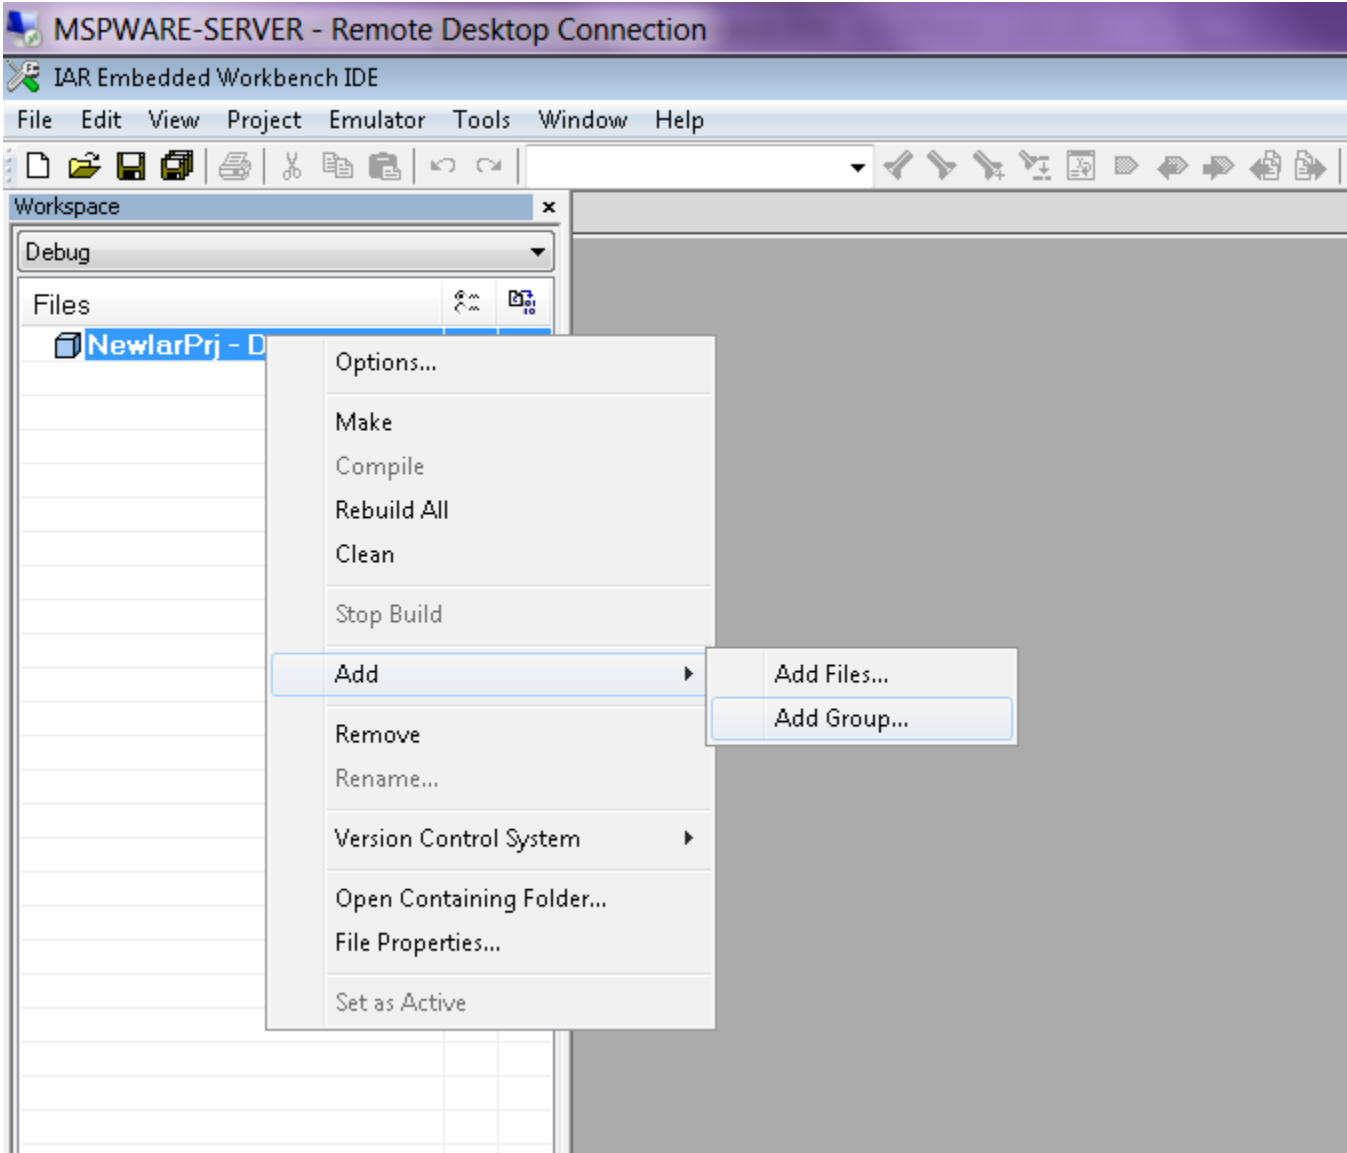 MSPWARE-SERVER - Remote Desktop Connection
IAR Embedded Workbench IDE
File Edit View Project Emulator Tools Window Help
Workspace
Debug
Files
NewIarPrj - D
Options...
Make
Compile
Rebuild All
Clean
Stop Build
Add
Add Files...
Add Group...
Remove
Rename...
Version Control System
Open Containing Folder...
File Properties...
Set as Active